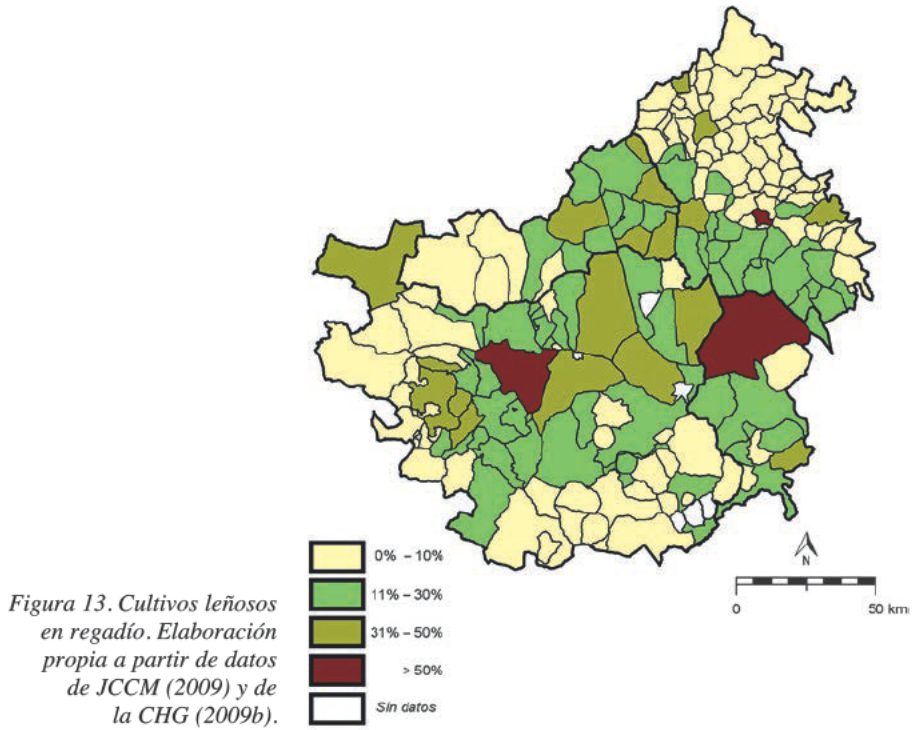 0% – 10%
11% – 30%
31% – 50%
> 50%
Sin datos
N
0 50 km
Figura 13. Cultivos leñosos
en regadío. Elaboración
propia a partir de datos
de JCCM (2009) y de
la CHG (2009b).